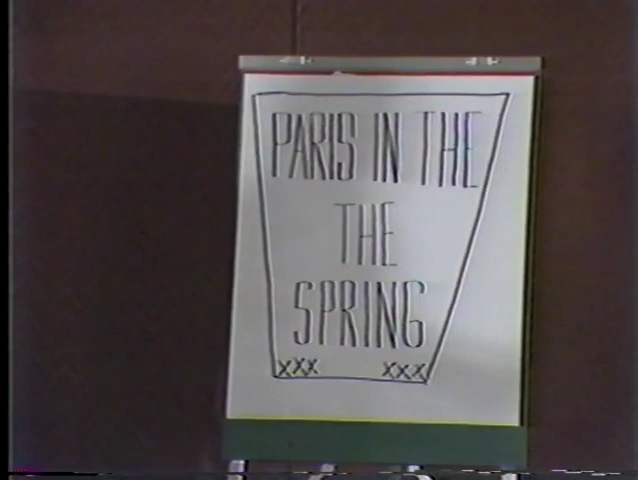 PARIS IN THE
THE
SPRING
XXX XXX